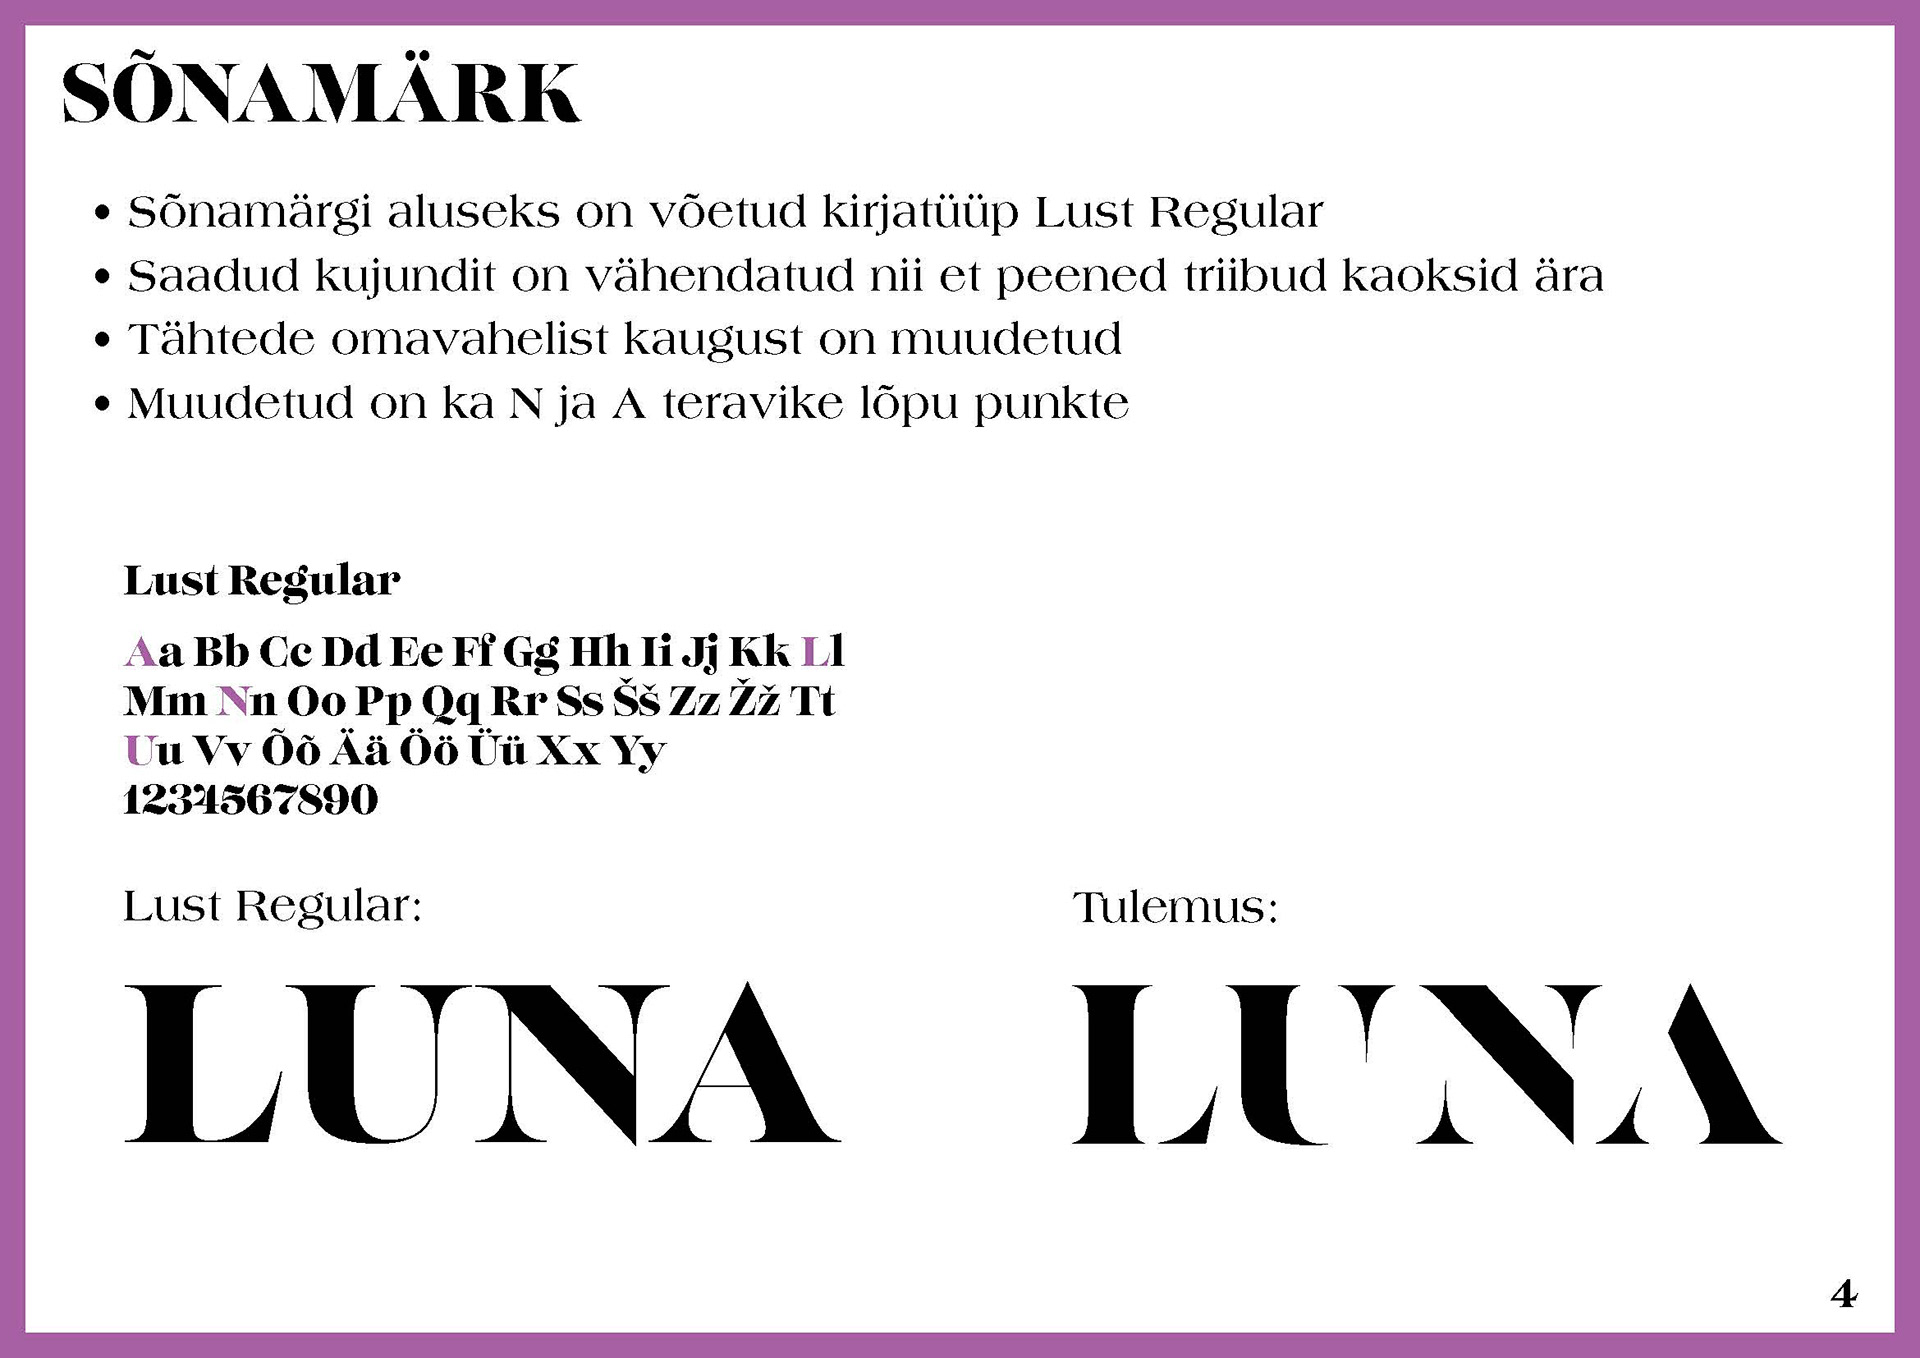 SÕNAMÄRK
• Sõnamärgi aluseks on võetud kirjatüüp Lust Regular
• Saadud kujundit on vähendatud nii et peened triibud kaoksid ära
• Tähtede omavahelist kaugust on muudetud
• Muudetud on ka N ja A teravike lõpu punkte
Lust Regular
Aa Bb Cc Dd Ee Ff Gg Hh Ii Jj Kk Ll
Mm Nn Oo Pp Qq Rr Ss Šš Zz Žž Tt
Uu Vv Õõ Ää Öö Üü Xx Yy
1234567890
Lust Regular:
LUNA
Tulemus:
LUNA
4